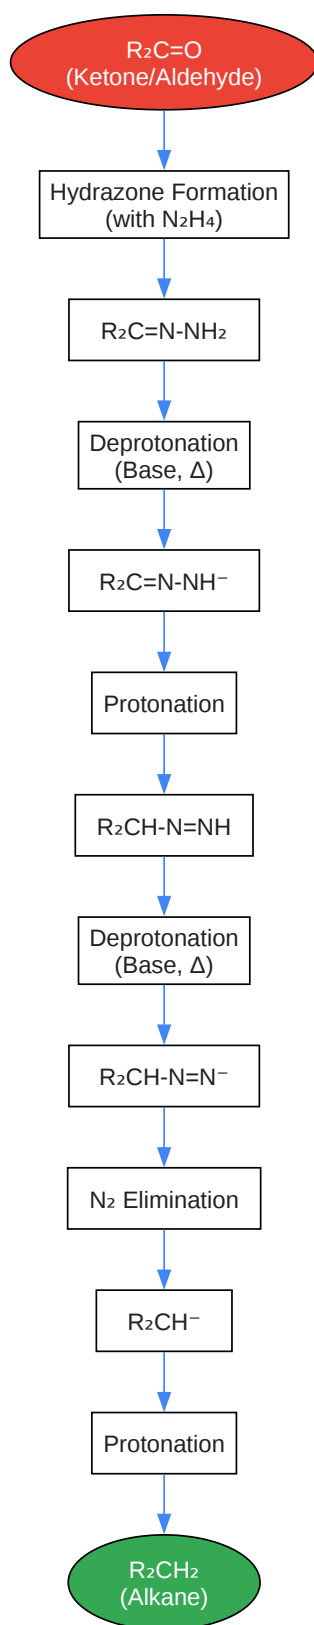 R₂C=O
(Ketone/Aldehyde)
Hydrazone Formation
(with N₂H₄)
R₂C=N-NH₂
Deprotonation
(Base, Δ)
R₂C=N-NH⁻
Protonation
R₂CH-N=NH
Deprotonation
(Base, Δ)
R₂CH-N=N⁻
N₂ Elimination
R₂CH⁻
Protonation
R₂CH₂
(Alkane)